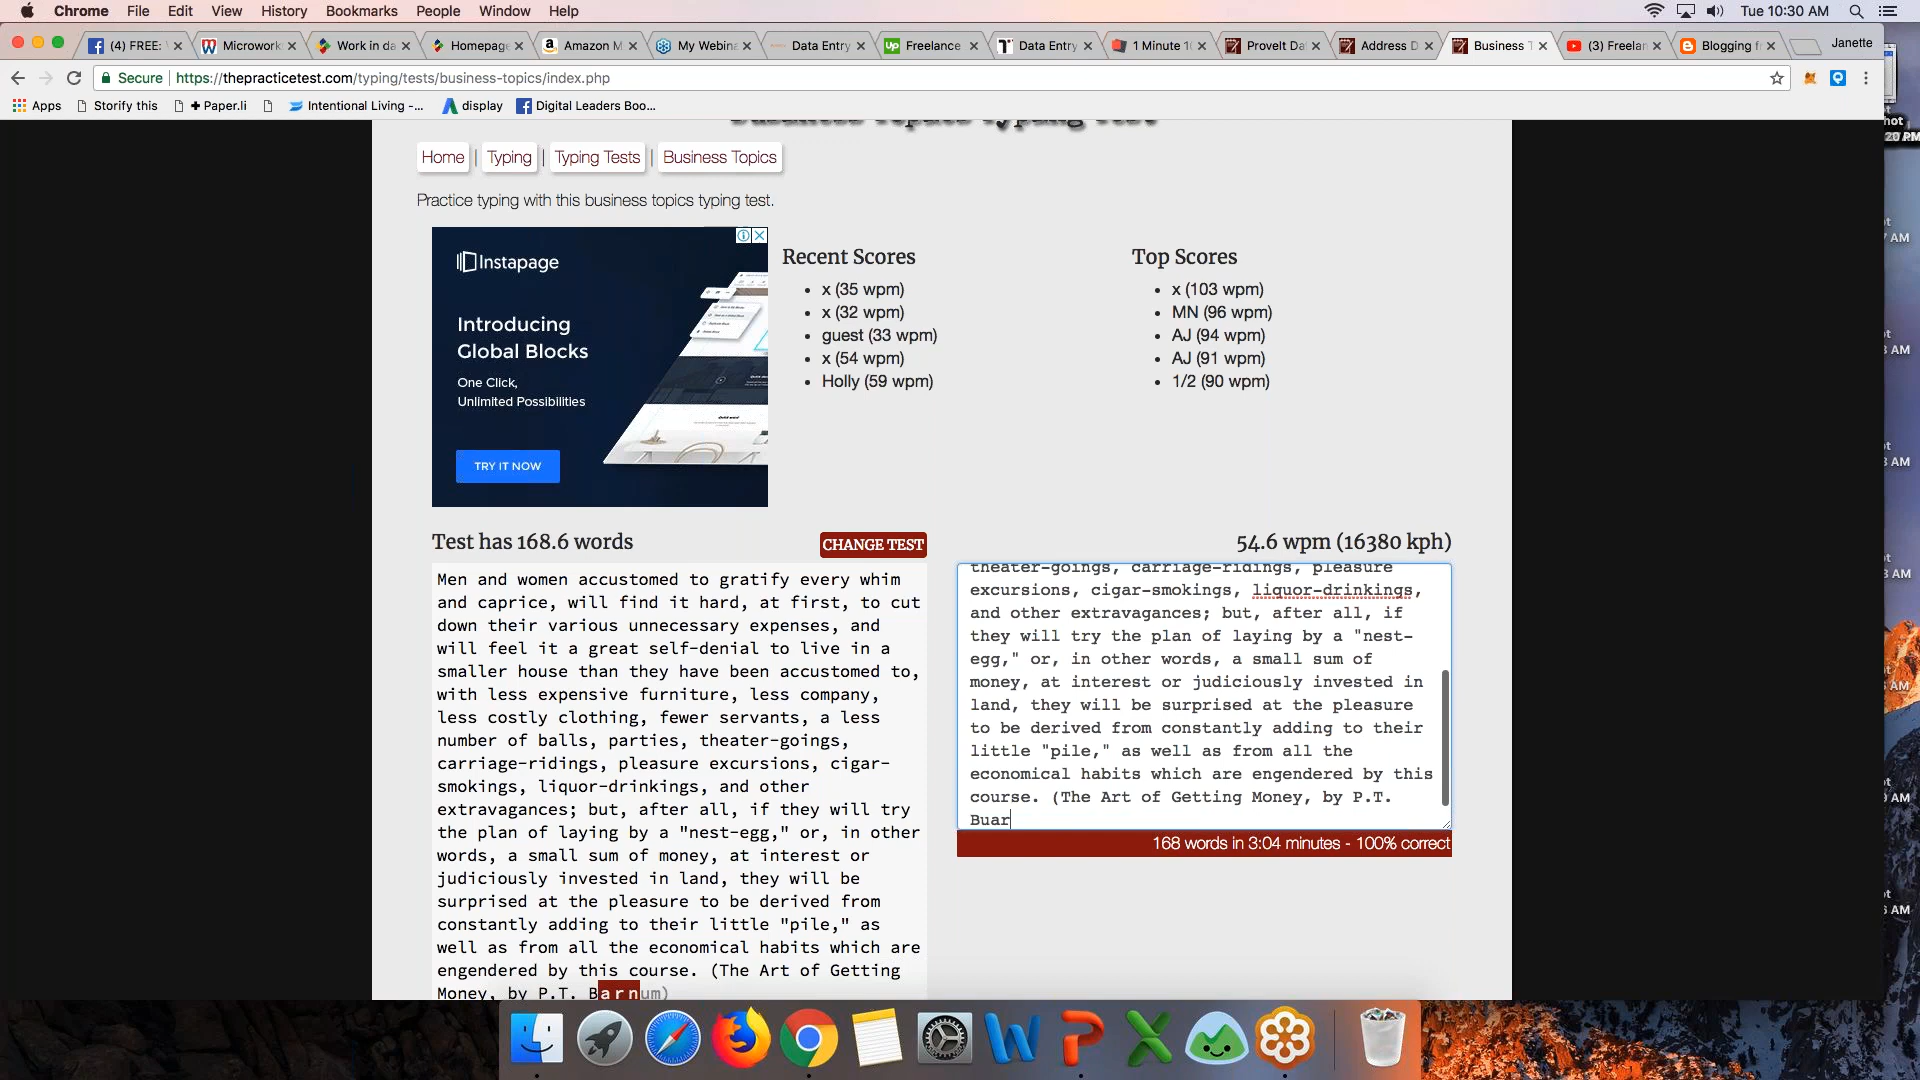 Chrome File Edit View History Bookmarks People Window Help Tue 10:30 AM
(4) FREE: Microwork Work in da Homepage Amazon M My Webina Data Entry Freelance Data Entry 1 Minute ProveIt Da Address D Business T (3) Freelan Blogging f Janette
Secure https://thepracticetest.com/typing/tests/business-topics/index.php
Apps Storify this + Paper.li Intentional Living -... display Digital Leaders Boo...
Business Topics Typing Test
Home | Typing | Typing Tests | Business Topics
Practice typing with this business topics typing test.
Instapage
Introducing
Global Blocks
One Click,
Unlimited Possibilities
TRY IT NOW
Recent Scores
x (35 wpm)
x (32 wpm)
guest (33 wpm)
x (54 wpm)
Holly (59 wpm)
Top Scores
x (103 wpm)
MN (96 wpm)
AJ (94 wpm)
AJ (91 wpm)
1/2 (90 wpm)
Test has 168.6 words
CHANGE TEST
Men and women accustomed to gratify every whim
and caprice, will find it hard, at first, to cut
down their various unnecessary expenses, and
will feel it a great self-denial to live in a
smaller house than they have been accustomed to,
with less expensive furniture, less company,
less costly clothing, fewer servants, a less
number of balls, parties, theater-goings,
carriage-ridings, pleasure excursions, cigar-
smokings, liquor-drinkings, and other
extravagances; but, after all, if they will try
the plan of laying by a "nest-egg," or, in other
words, a small sum of money, at interest or
judiciously invested in land, they will be
surprised at the pleasure to be derived from
constantly adding to their little "pile," as
well as from all the economical habits which are
engendered by this course. (The Art of Getting
Money, by P.T. Barnum)
54.6 wpm (16380 kph)
theater-goings, carriage-ridings, pleasure
excursions, cigar-smokings, liquor-drinkings,
and other extravagances; but, after all, if
they will try the plan of laying by a "nest-
egg," or, in other words, a small sum of
money, at interest or judiciously invested in
land, they will be surprised at the pleasure
to be derived from constantly adding to their
little "pile," as well as from all the
economical habits which are engendered by this
course. (The Art of Getting Money, by P.T.
Buar
168 words in 3:04 minutes - 100% correct